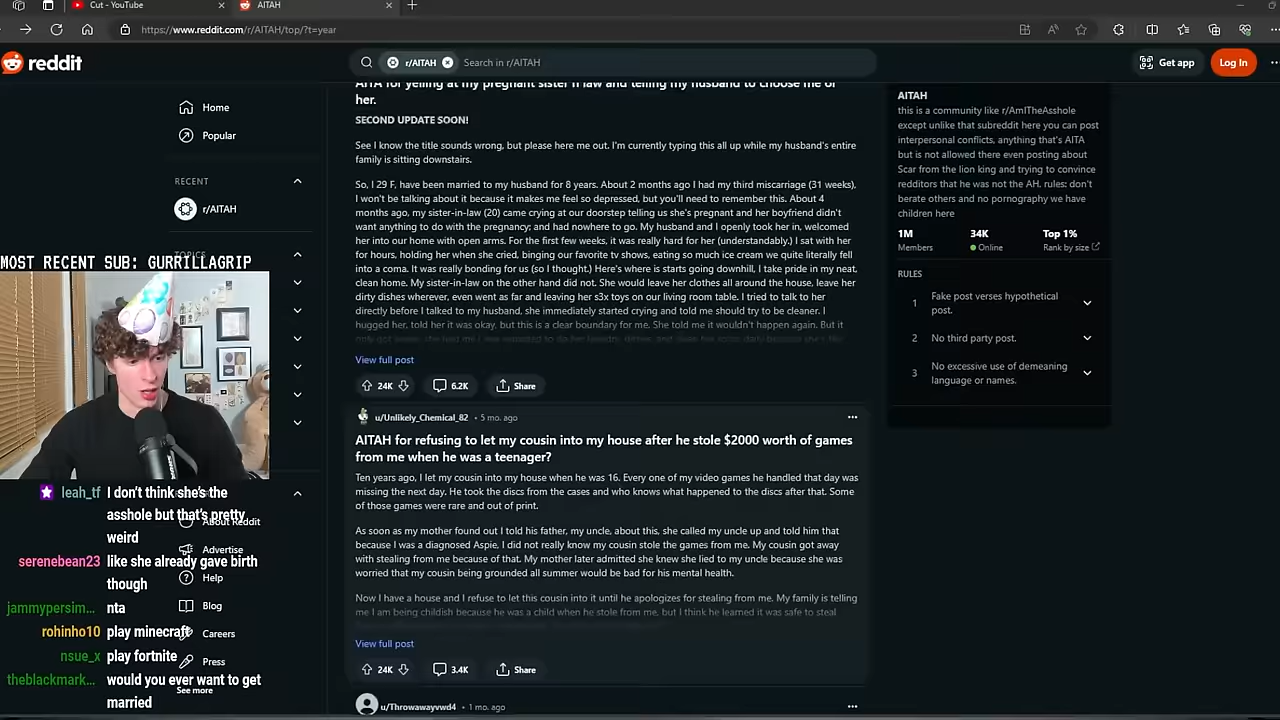 Cut - YouTube
AITAH
https://www.reddit.com/r/AITAH/top/?t=year
reddit
r/AITAH
Search in r/AITAH
Get app
Log In
Home
Popular
RECENT
r/AITAH
TOPICS
MOST RECENT SUB: GURRILLAGRIP
AITA for yelling at my pregnant sister n law and telling my husband to choose me or
her.
SECOND UPDATE SOON!
See I know the title sounds wrong, but please here me out. I'm currently typing this all up while my husband's entire
family is sitting downstairs.
So, I 29 F, have been married to my husband for 8 years. About 2 months ago I had my third miscarriage (31 weeks),
I won't be talking about it because it makes me feel so depressed, but you'll need to remember this. About 4
months ago, my sister-in-law (20) came crying at our doorstep telling us she's pregnant and her boyfriend didn't
want anything to do with the pregnancy; and had nowhere to go. My husband and I openly took her in, welcomed
her into our home with open arms. For the first few weeks, it was really hard for her (understandably.) I sat with her
for hours, holding her when she cried, binging our favorite tv shows, eating so much ice cream we quite literally fell
into a coma. It was really bonding for us (so I thought.) Here's where is starts going downhill, I take pride in my neat,
clean home. My sister-in-law on the other hand did not. She would leave her clothes all around the house, leave her
dirty dishes wherever, even went as far and leaving her s3x toys on our living room table. I tried to talk to her
directly before I talked to my husband, she immediately started crying and told me should try to be cleaner. I
hugged her, told her it was okay, but this is a clear boundary for me. She told me it wouldn't happen again. But it
View full post
24K
6.2K
Share
u/Unlikely_Chemical_82 • 5 mo. ago
AITAH for refusing to let my cousin into my house after he stole $2000 worth of games
from me when he was a teenager?
Ten years ago, I let my cousin into my house when he was 16. Every one of my video games he handled that day was
missing the next day. He took the discs from the cases and who knows what happened to the discs after that. Some
of those games were rare and out of print.
As soon as my mother found out I told his father, my uncle, about this, she called my uncle up and told him that
because I was a diagnosed Aspie, I did not really know my cousin stole the games from me. My cousin got away
with stealing from me because of that. My mother later admitted she knew she lied to my uncle because she was
worried that my cousin being grounded all summer would be bad for his mental health.
Now I have a house and I refuse to let this cousin into it until he apologizes for stealing from me. My family is telling
me I am being childish because he was a child when he stole from me, but I think he learned it was safe to steal
View full post
24K
3.4K
Share
u/Throwawayvwd4 • 1 mo. ago
AITAH
this is a community like r/AmITheAsshole
except unlike that subreddit here you can post
interpersonal conflicts, anything that's AITA
but is not allowed there even posting about
Scar from the lion king and trying to convince
redditors that he was not the AH. rules: don't
berate others and no pornography we have
children here
1M
Members
34K
Online
Top 1%
Rank by size
RULES
1
Fake post verses hypothetical
post.
2
No third party post.
3
No excessive use of demeaning
language or names.
leah_tf I don't think she's the
asshole but that's pretty
weird
serenebean23 like she already gave birth
though
jammypersim... nta
rohinho10 play minecraft
nsue_x play fortnite
theblackmark... would you ever want to get
married
About Reddit
Advertise
Help
Blog
Careers
Press
See more